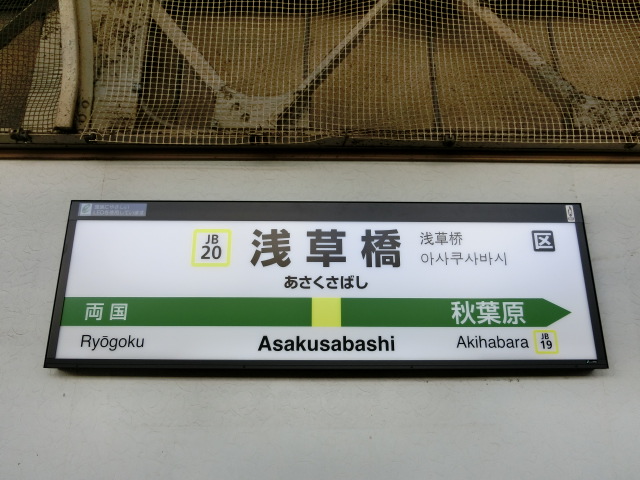 JB
20
浅草橋
浅草桥
아사쿠사바시
区
あさくさばし
両国
秋葉原
Ryōgoku
Asakusabashi
Akihabara
JB
19